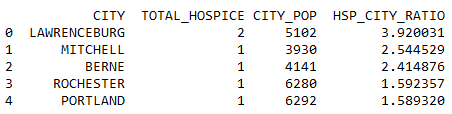 CITY TOTAL_HOSPICE CITY_POP HSP_CITY_RATIO
0 LAWRENCEBURG 2 5102 3.920031
1 MITCHELL 1 3930 2.544529
2 BERNE 1 4141 2.414876
3 ROCHESTER 1 6280 1.592357
4 PORTLAND 1 6292 1.589320